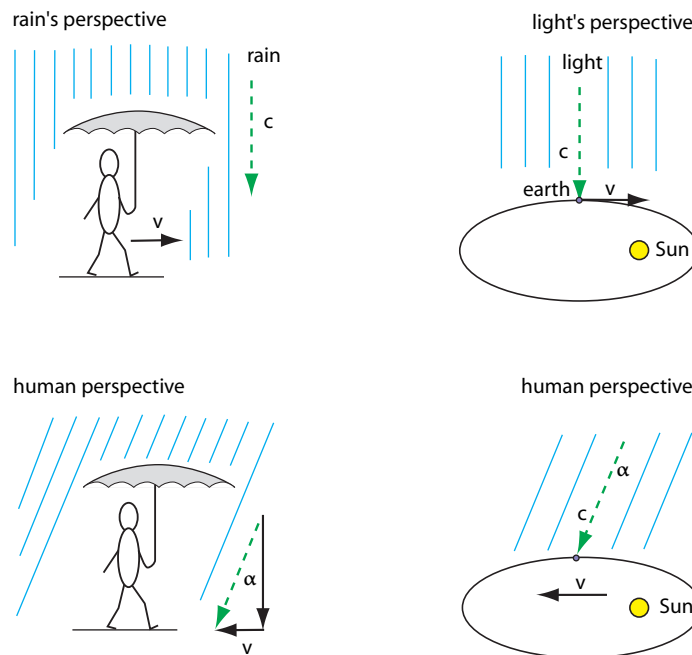 rain's perspective
light's perspective
rain
light
c
c
earth
v
v
Sun
human perspective
human perspective
α
c
α
v
v
Sun